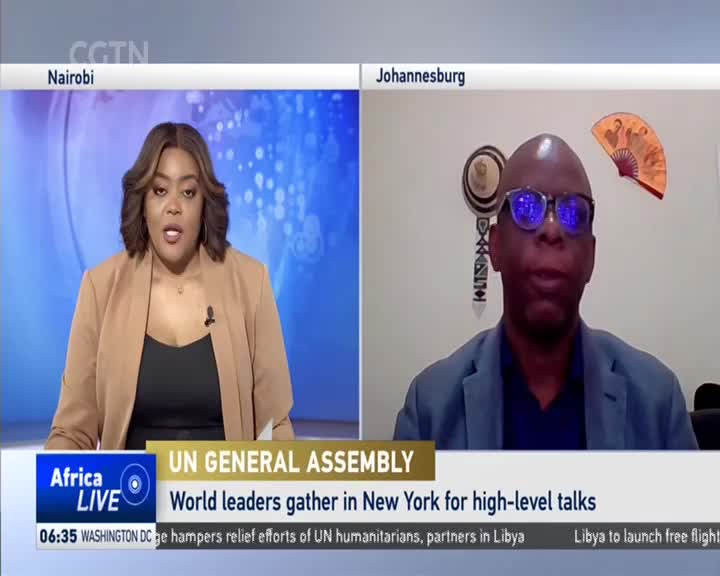 CGTN
Nairobi
Johannesburg
UN GENERAL ASSEMBLY
Africa
LIVE
World leaders gather in New York for high-level talks
06:35 WASHINGTON DC
ge hampers relief efforts of UN humanitarians, partners in Libya
Libya to launch free flight